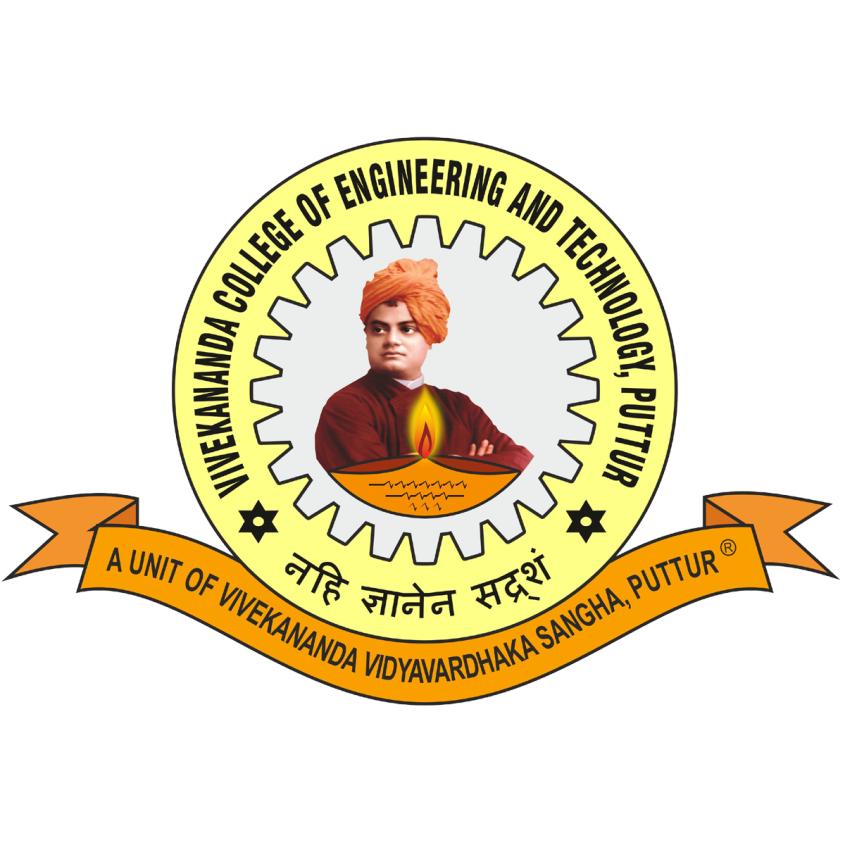 VIVEKANANDA COLLEGE OF ENGINEERING AND TECHNOLOGY, PUTTUR
नहि ज्ञानेन सद्र्शं
A UNIT OF VIVEKANANDA VIDYAVARDHAKA SANGHA, PUTTUR ®